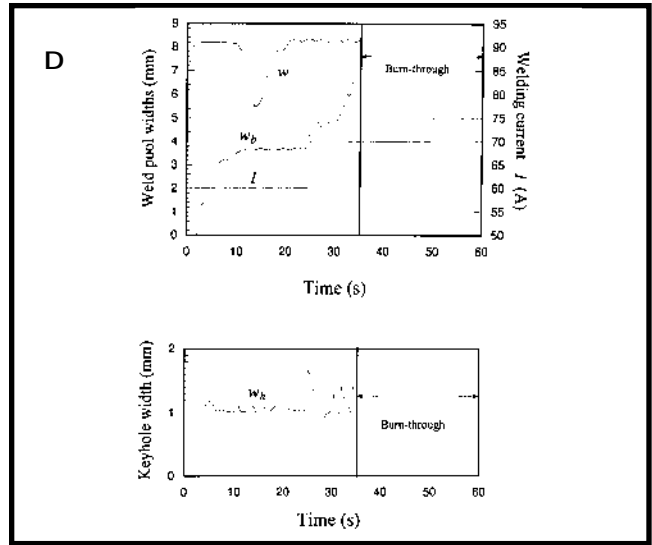 D
Weld pool widths (mm)
9
8
7
6
5
4
3
2
1
0
w
w_b
I
Burn-through
95
90
85
80
75
70
65
60
55
50
Welding current I (A)
0 10 20 30 40 50 60
Time (s)
Keyhole width (mm)
2
1
0
w_k
Burn-through
0 10 20 30 40 50 60
Time (s)